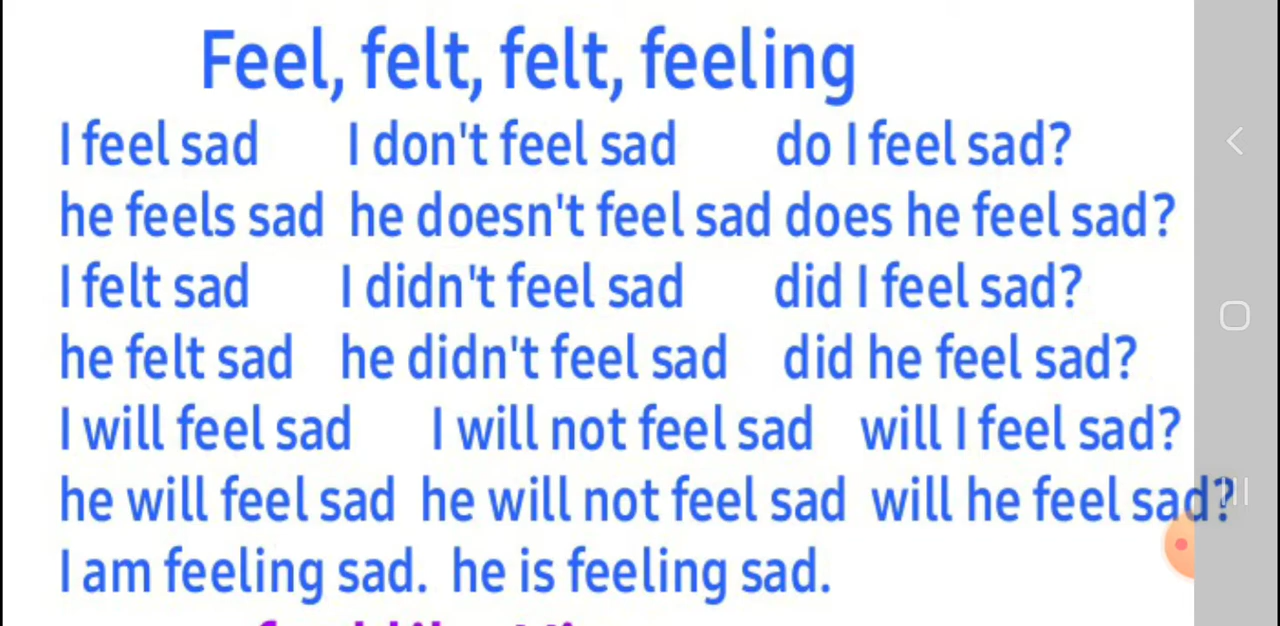 Feel, felt, felt, feeling
I feel sad I don't feel sad do I feel sad?
he feels sad he doesn't feel sad does he feel sad?
I felt sad I didn't feel sad did I feel sad?
he felt sad he didn't feel sad did he feel sad?
I will feel sad I will not feel sad will I feel sad?
he will feel sad he will not feel sad will he feel sad?
I am feeling sad. he is feeling sad.